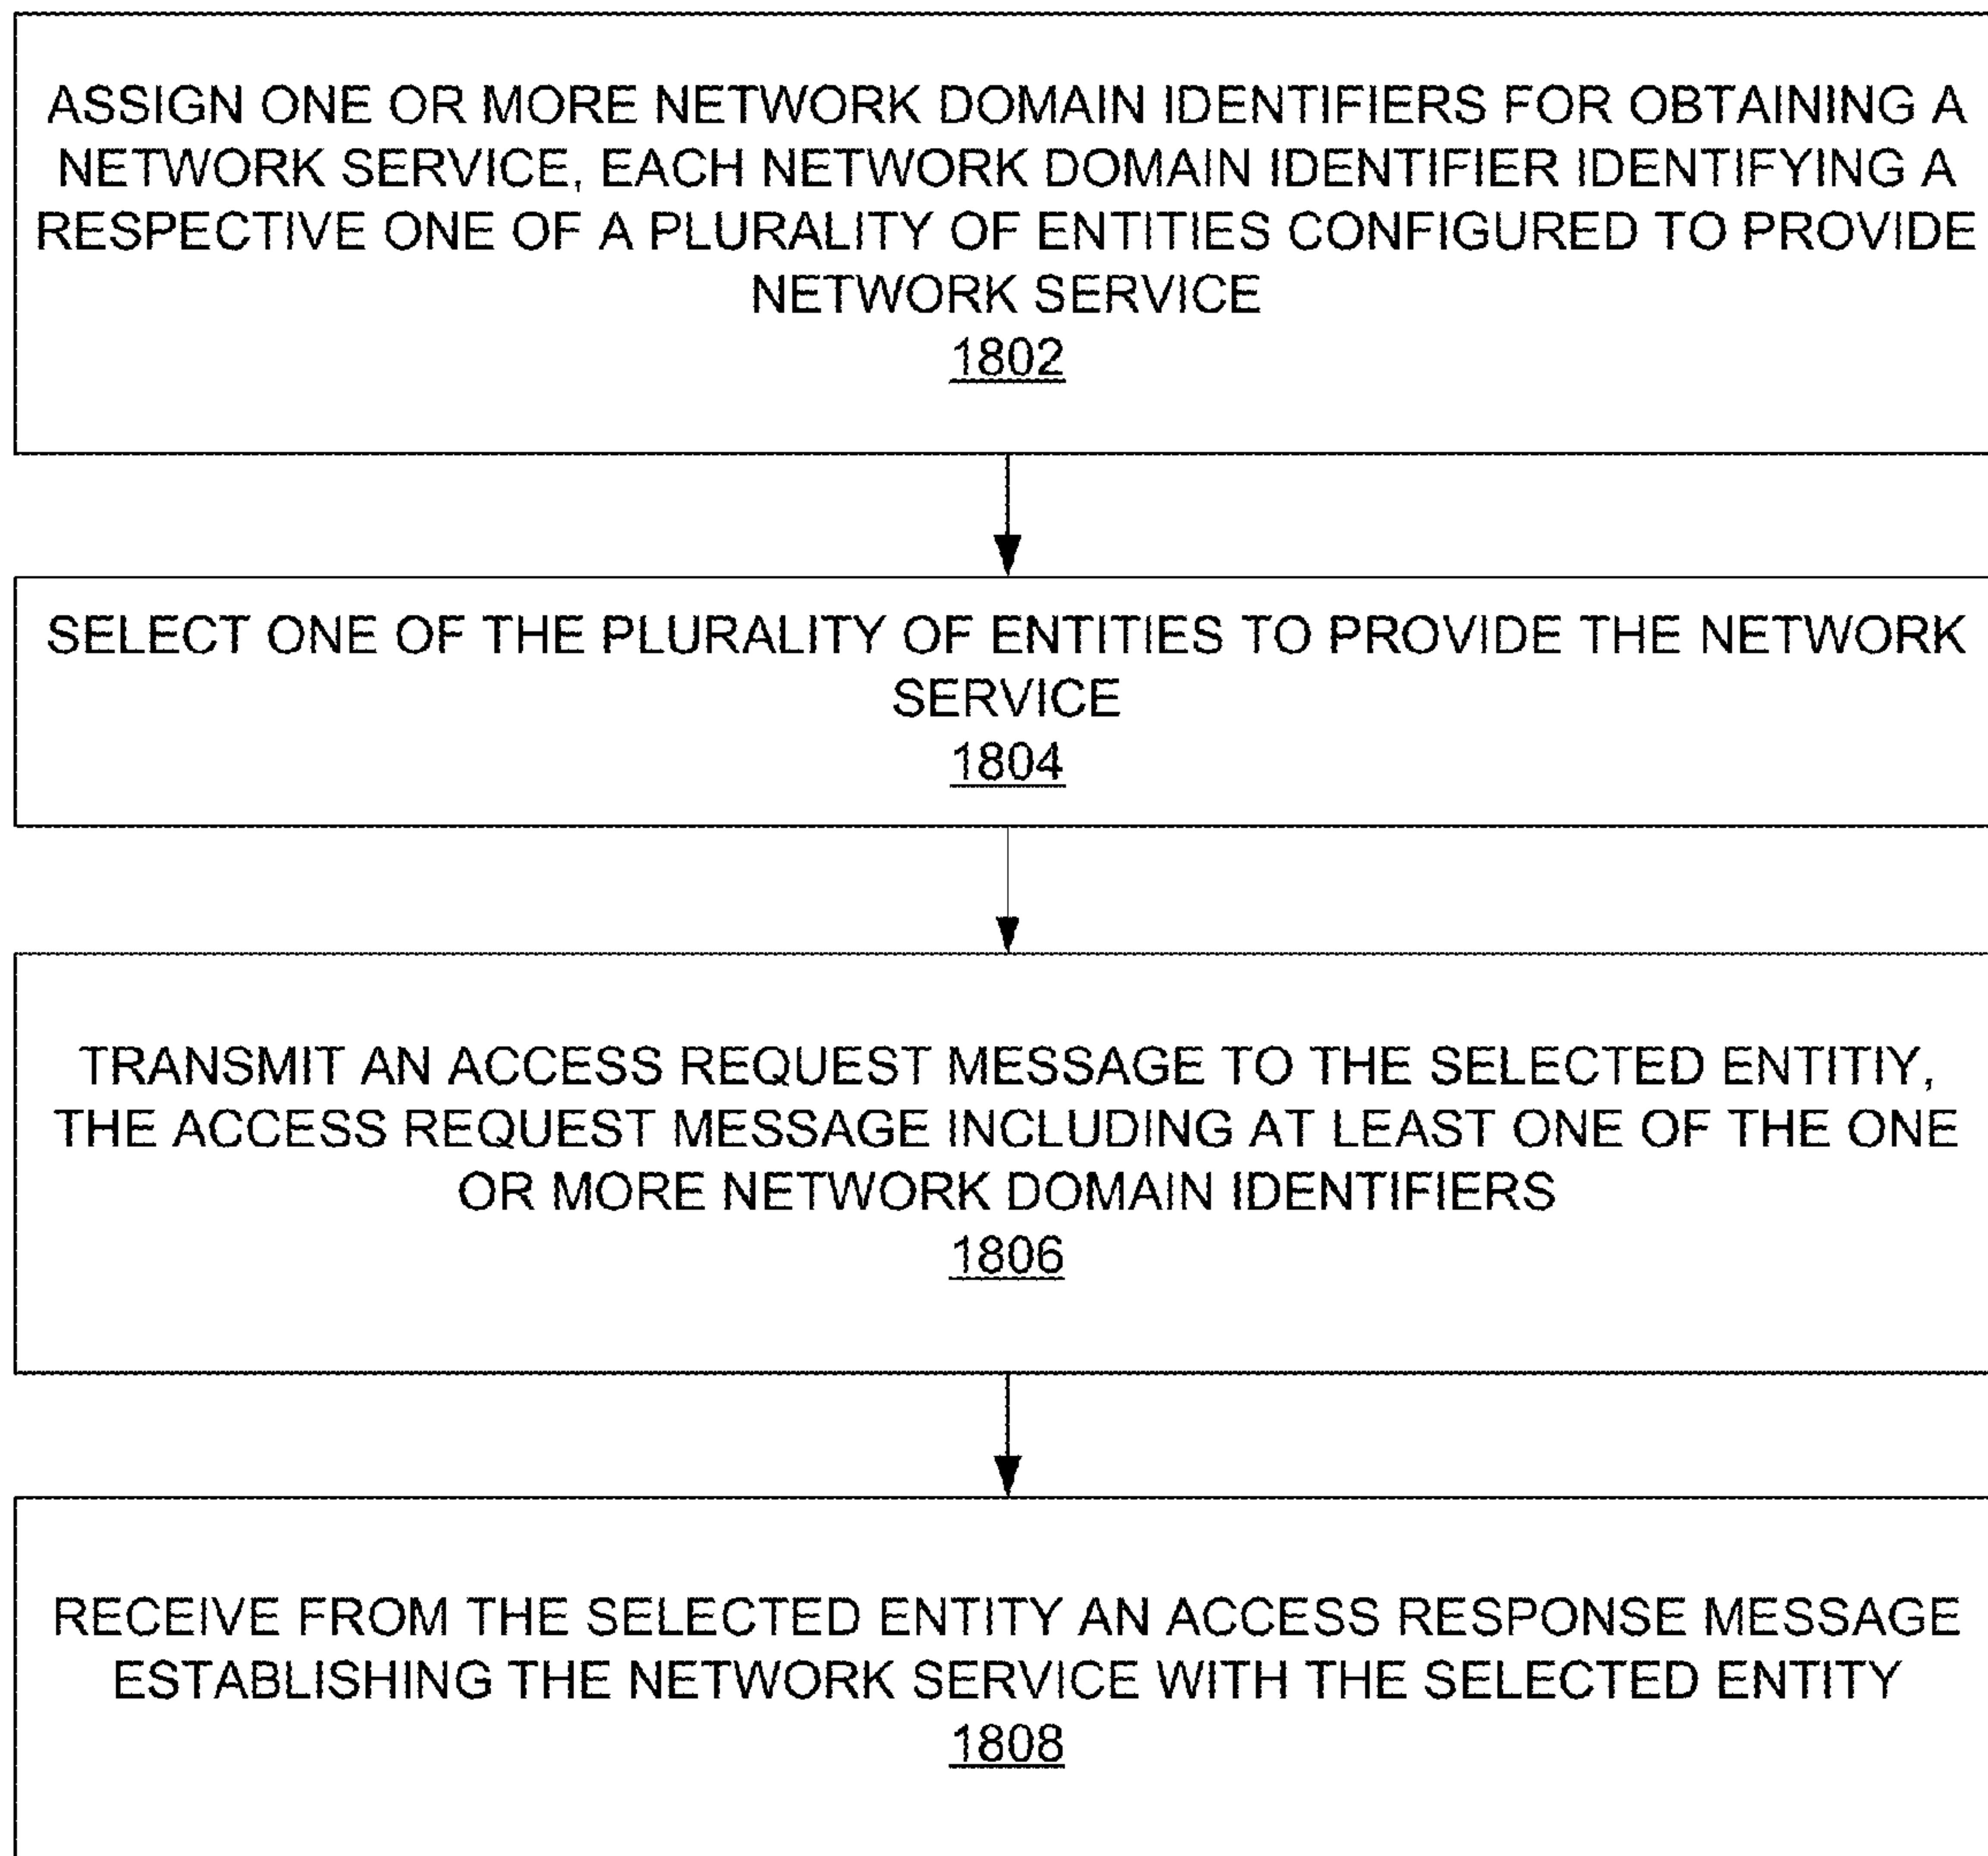 ASSIGN ONE OR MORE NETWORK DOMAIN IDENTIFIERS FOR OBTAINING A
NETWORK SERVICE, EACH NETWORK DOMAIN IDENTIFIER IDENTIFYING A
RESPECTIVE ONE OF A PLURALITY OF ENTITIES CONFIGURED TO PROVIDE
NETWORK SERVICE
1802
SELECT ONE OF THE PLURALITY OF ENTITIES TO PROVIDE THE NETWORK
SERVICE
1804
TRANSMIT AN ACCESS REQUEST MESSAGE TO THE SELECTED ENTITIY,
THE ACCESS REQUEST MESSAGE INCLUDING AT LEAST ONE OF THE ONE
OR MORE NETWORK DOMAIN IDENTIFIERS
1806
RECEIVE FROM THE SELECTED ENTITY AN ACCESS RESPONSE MESSAGE
ESTABLISHING THE NETWORK SERVICE WITH THE SELECTED ENTITY
1808